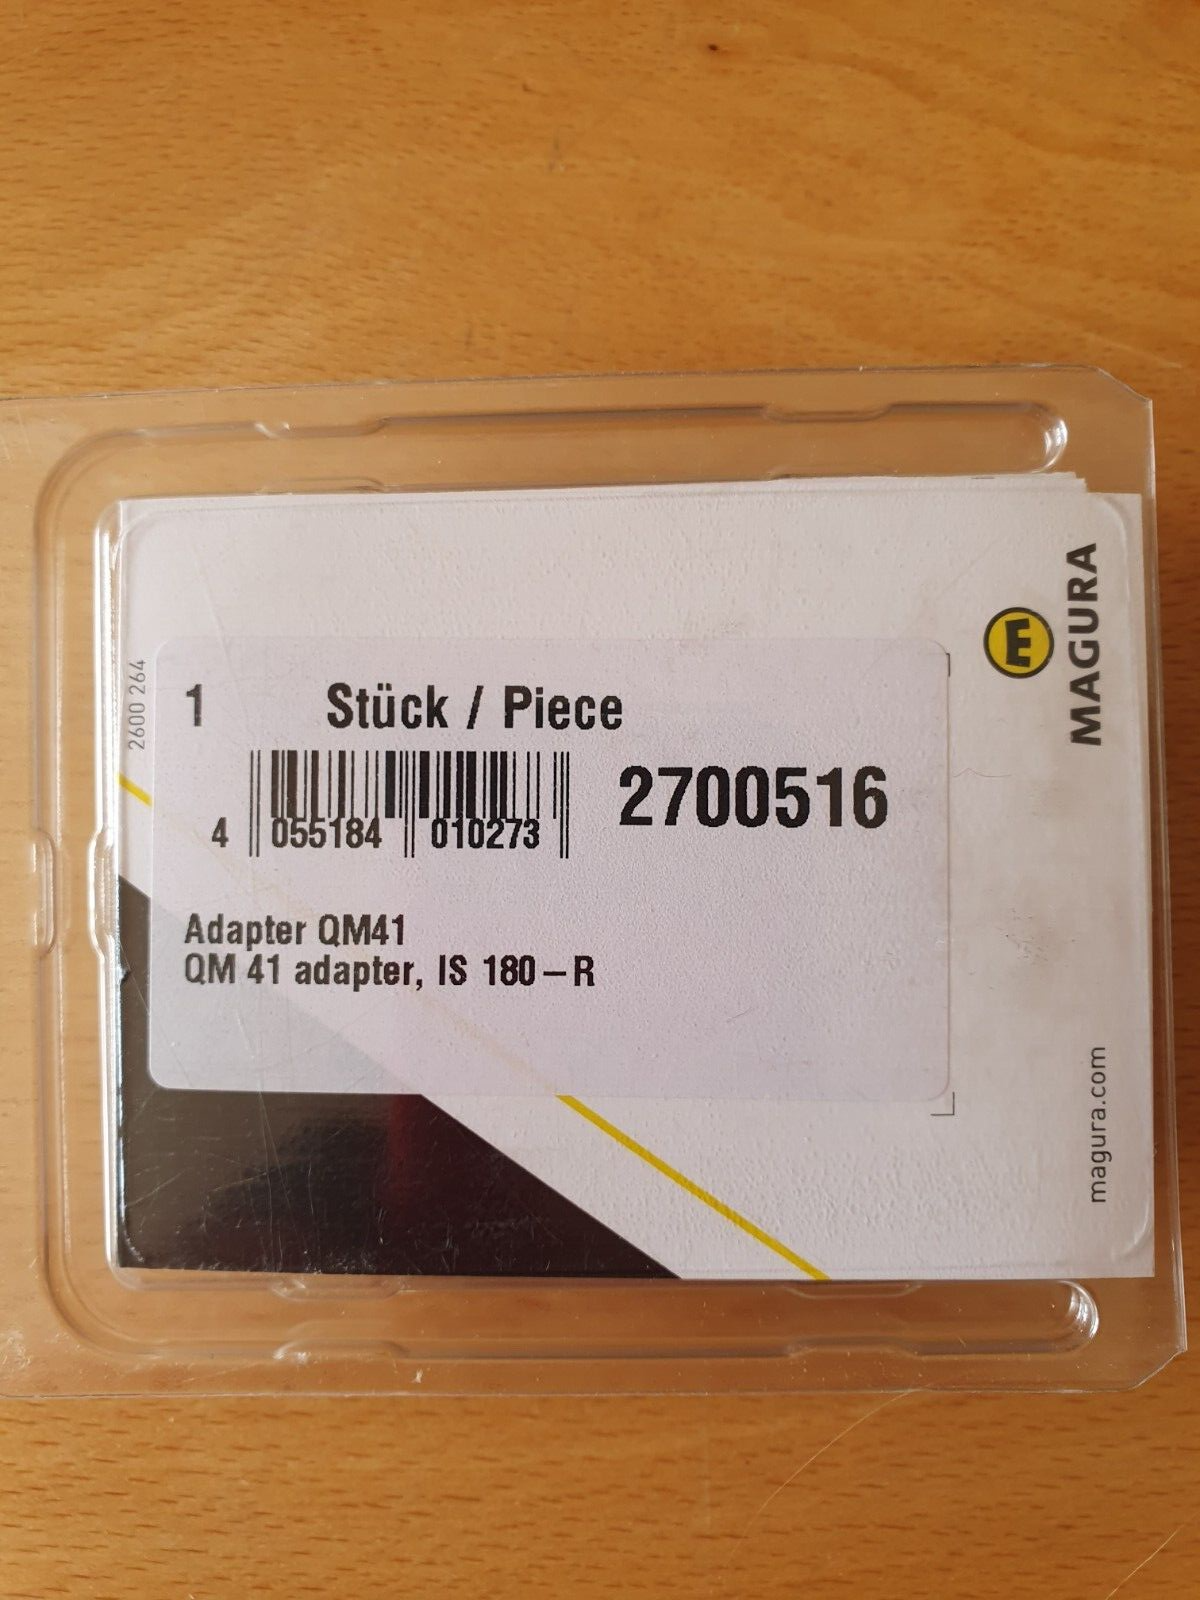 1 Stück / Piece
2700516
4 055184 010273
Adapter QM41
QM 41 adapter, IS 180-R
2600 264
MAGURA
magura.com